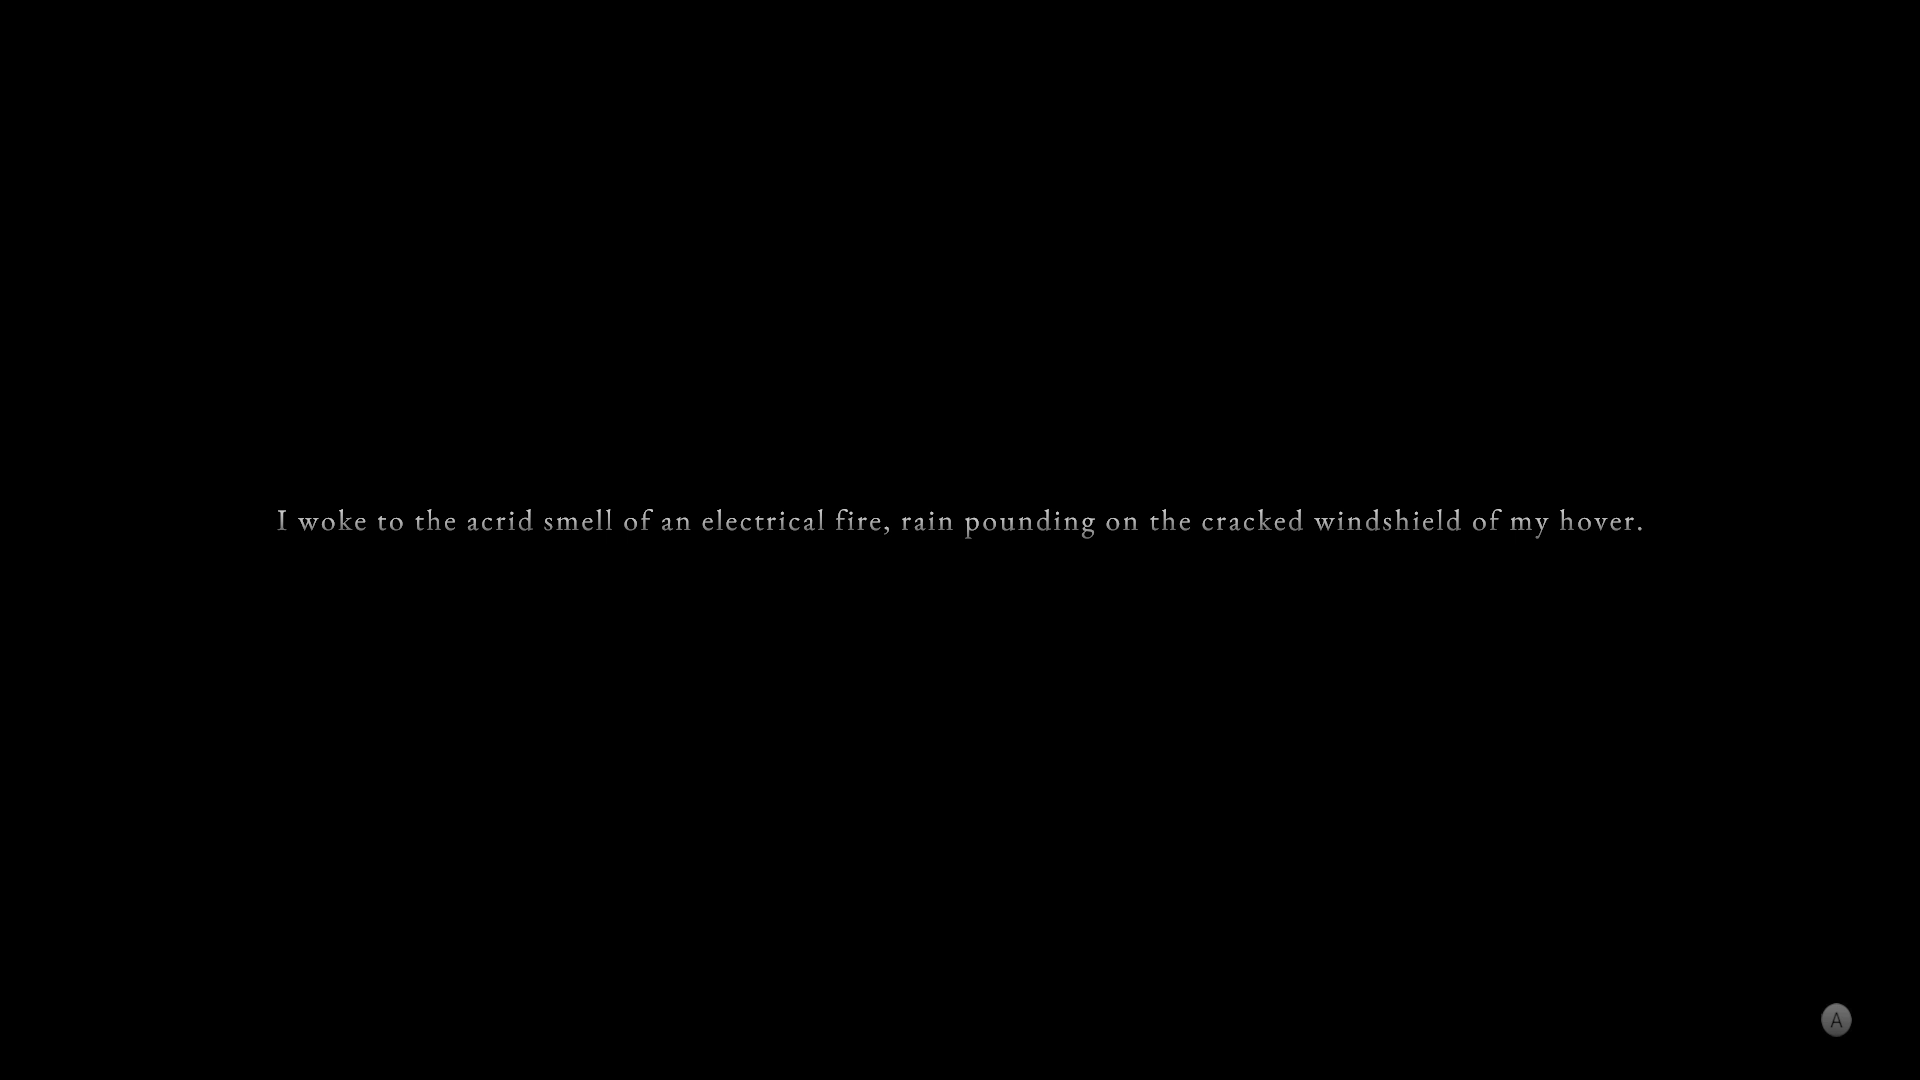 I woke to the acrid smell of an electrical fire, rain pounding on the cracked windshield of my hover.
A